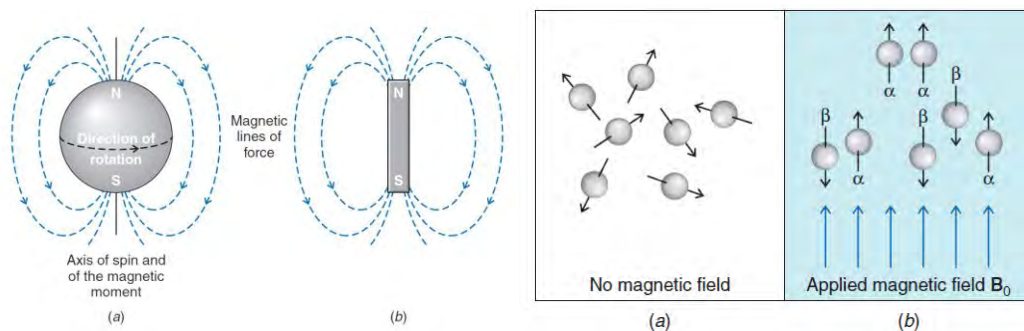 N
Direction of
rotation
S
Axis of spin and
of the magnetic
moment
(a)
Magnetic
lines of
force
N
S
(b)
No magnetic field
(a)
α
α
β
β
α
β
α
Applied magnetic field B₀
(b)